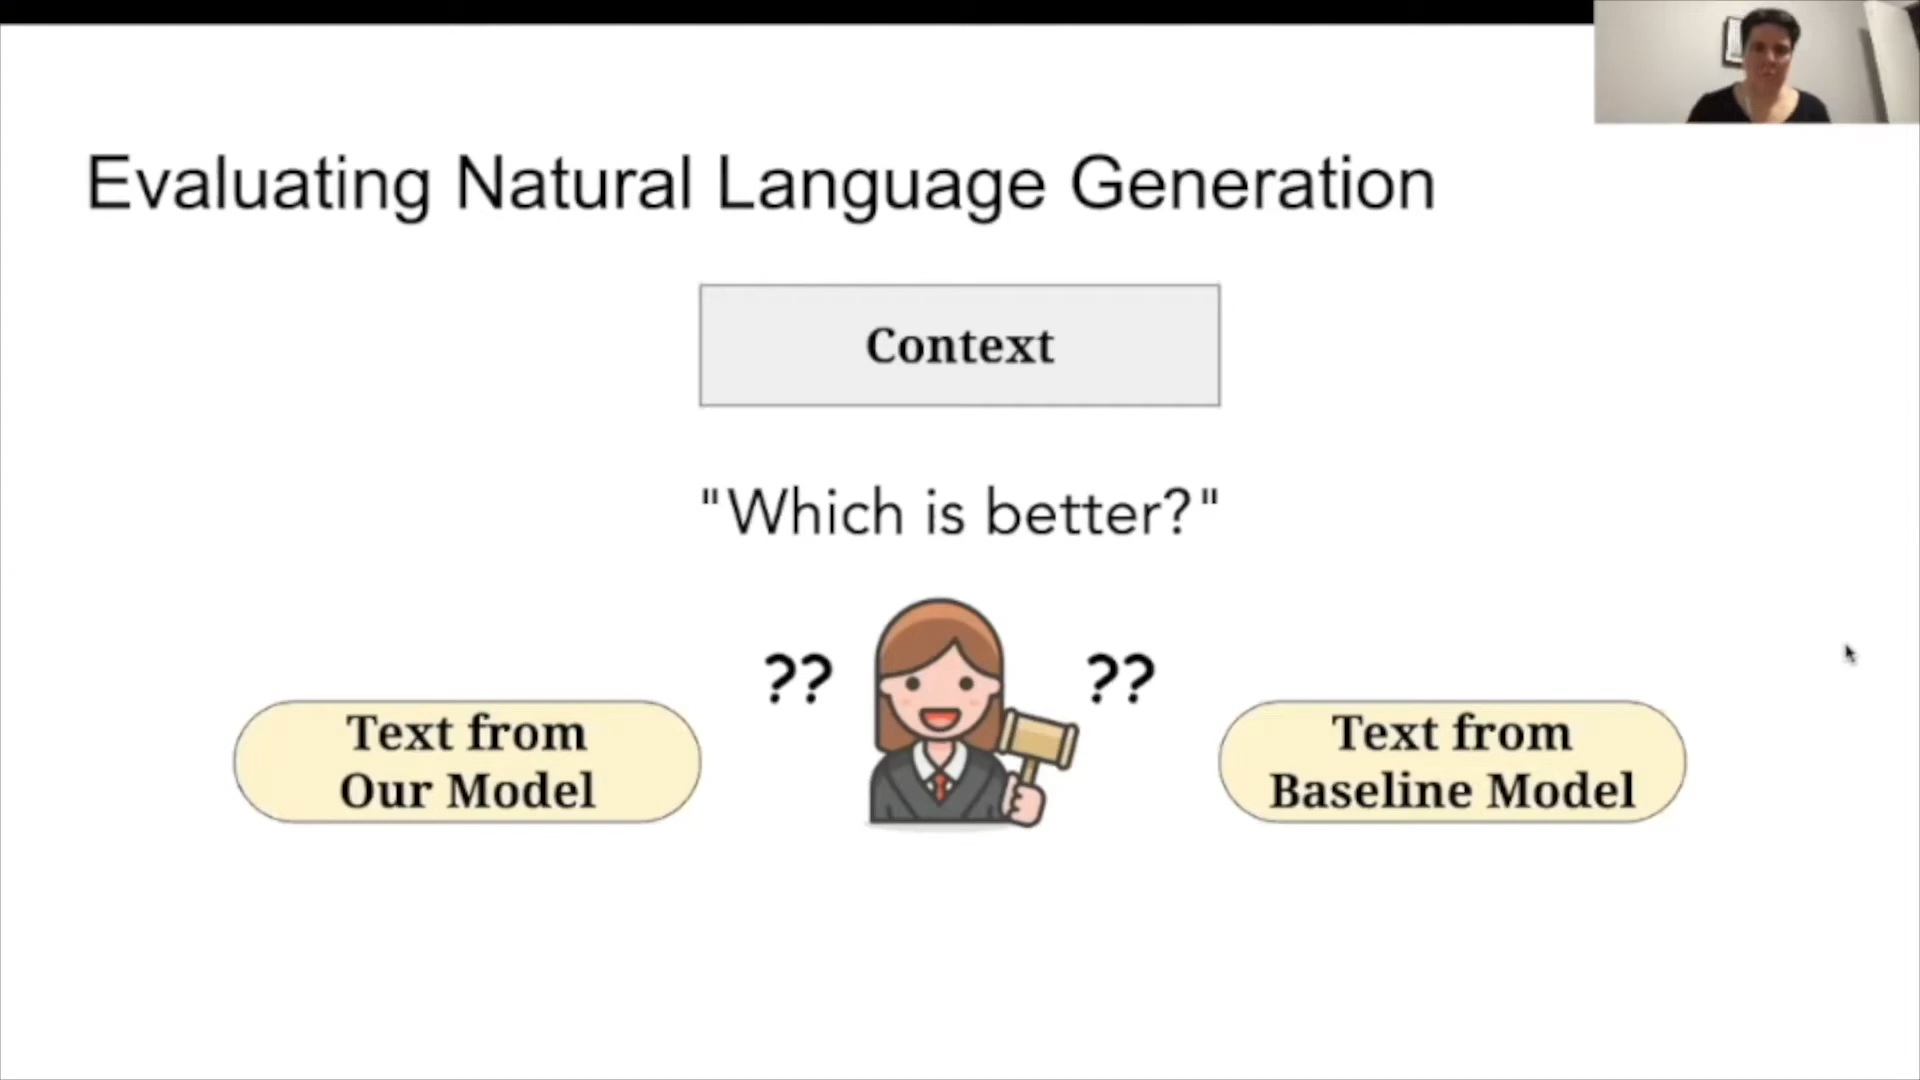 Evaluating Natural Language Generation
Context
"Which is better?"
?? ??
Text from
Our Model
Text from
Baseline Model